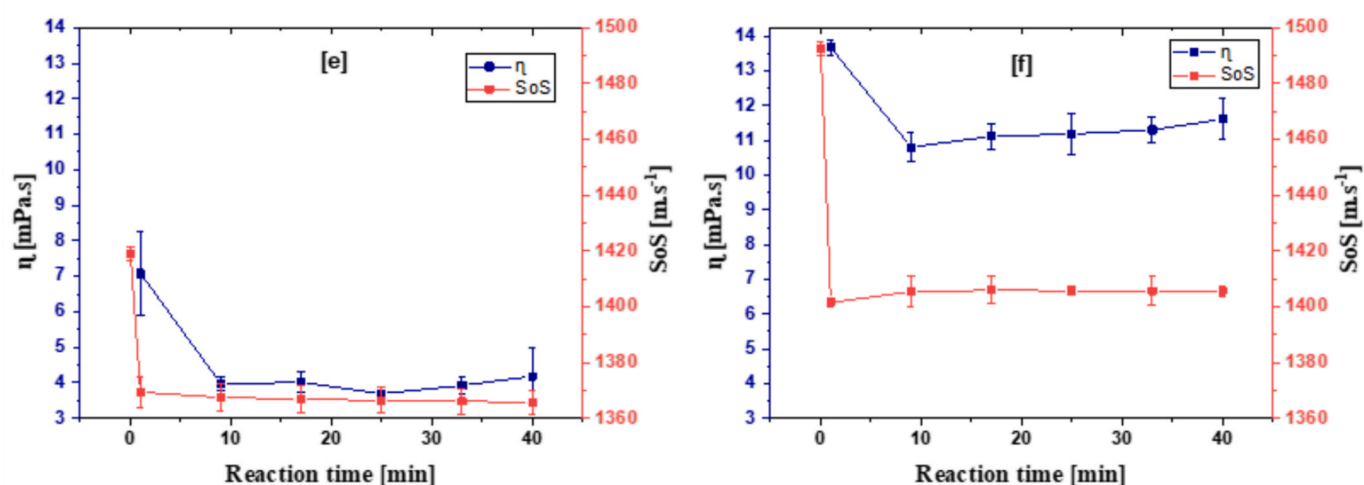 [e]
η
SoS
14
13
12
11
10
9
8
7
6
5
4
3
η [mPa.s]
1500
1480
1460
1440
1420
1400
1380
1360
SoS [m.s⁻¹]
0 10 20 30 40
Reaction time [min]
[f]
η
SoS
14
13
12
11
10
9
8
7
6
5
4
3
η [mPa.s]
1500
1480
1460
1440
1420
1400
1380
1360
SoS [m.s⁻¹]
0 10 20 30 40
Reaction time [min]